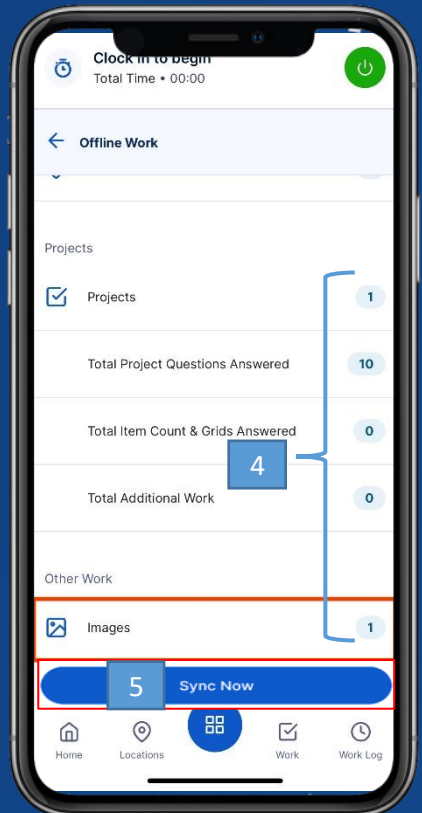 Clock in to begin
Total Time • 00:00
Offline Work
Projects
Projects 1
Total Project Questions Answered 10
Total Item Count & Grids Answered 0
4
Total Additional Work 0
Other Work
Images 1
5 Sync Now
Home Locations Work Work Log